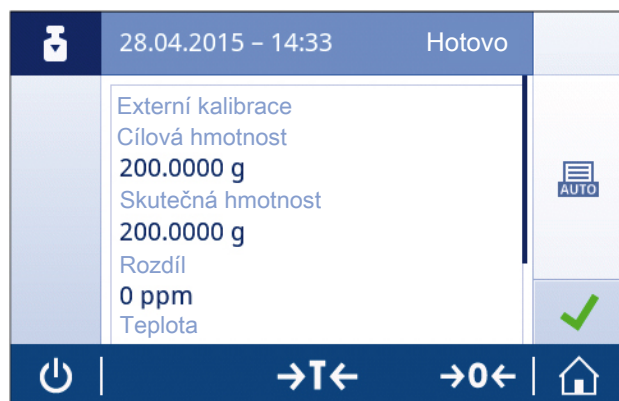 28.04.2015 – 14:33 Hotovo
Externí kalibrace
Cílová hmotnost
200.0000 g
Skutečná hmotnost
200.0000 g
AUTO
Rozdíl
0 ppm
Teplota
→T←
→0←